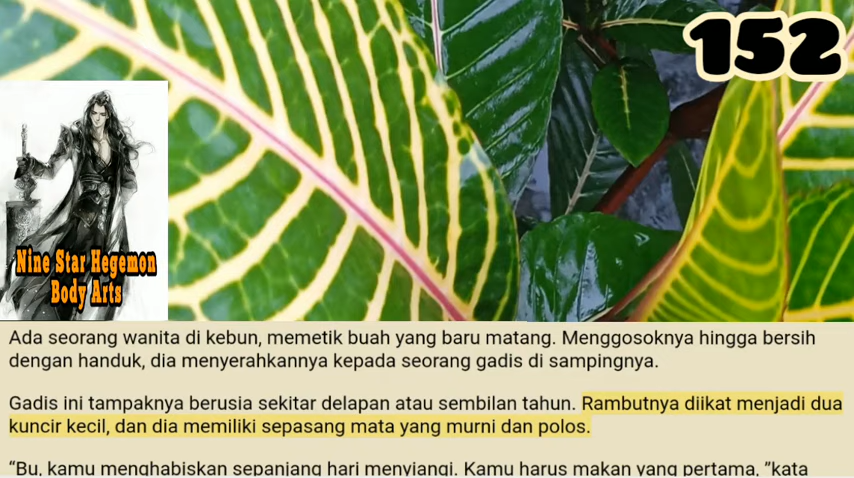 152
Nine Star Hegemon
Body Arts
Ada seorang wanita di kebun, memetik buah yang baru matang. Menggosoknya hingga bersih
dengan handuk, dia menyerahkannya kepada seorang gadis di sampingnya.
Gadis ini tampaknya berusia sekitar delapan atau sembilan tahun. Rambutnya diikat menjadi dua
kuncir kecil, dan dia memiliki sepasang mata yang murni dan polos.
“Bu, kamu menghabiskan sepanjang hari menyiangi. Kamu harus makan yang pertama, ”kata